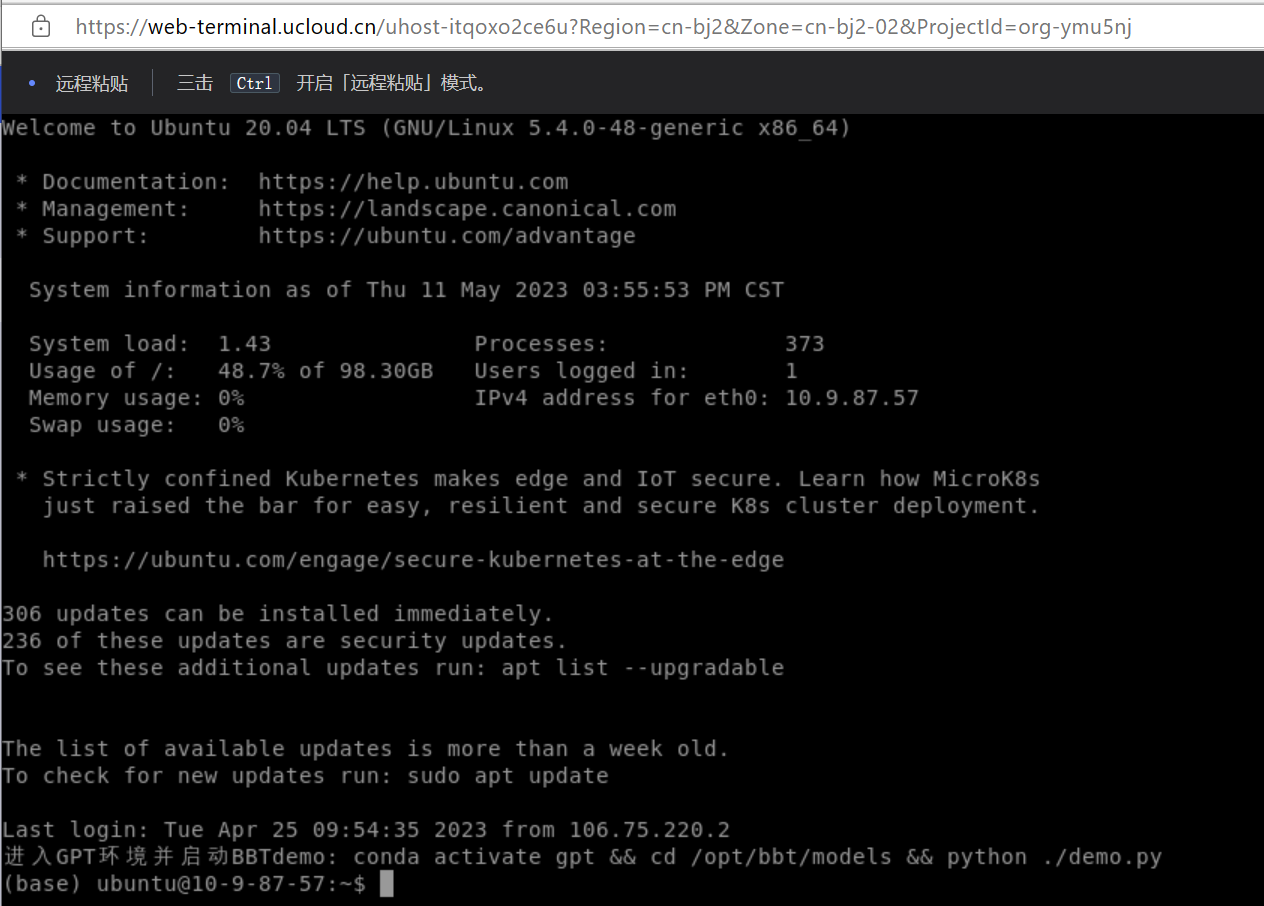 https://web-terminal.ucloud.cn/uhost-itqoxo2ce6u?Region=cn-bj2&Zone=cn-bj2-02&ProjectId=org-ymu5nj
远程粘贴 三击 Ctrl 开启「远程粘贴」模式。
Welcome to Ubuntu 20.04 LTS (GNU/Linux 5.4.0-48-generic x86_64)
* Documentation: https://help.ubuntu.com
* Management: https://landscape.canonical.com
* Support: https://ubuntu.com/advantage
System information as of Thu 11 May 2023 03:55:53 PM CST
System load: 1.43 Processes: 373
Usage of /: 48.7% of 98.30GB Users logged in: 1
Memory usage: 0% IPv4 address for eth0: 10.9.87.57
Swap usage: 0%
* Strictly confined Kubernetes makes edge and IoT secure. Learn how MicroK8s
just raised the bar for easy, resilient and secure K8s cluster deployment.
https://ubuntu.com/engage/secure-kubernetes-at-the-edge
306 updates can be installed immediately.
236 of these updates are security updates.
To see these additional updates run: apt list --upgradable
The list of available updates is more than a week old.
To check for new updates run: sudo apt update
Last login: Tue Apr 25 09:54:35 2023 from 106.75.220.2
进入GPT环境并启动BBTdemo: conda activate gpt && cd /opt/bbt/models && python ./demo.py
(base) ubuntu@10-9-87-57:~$